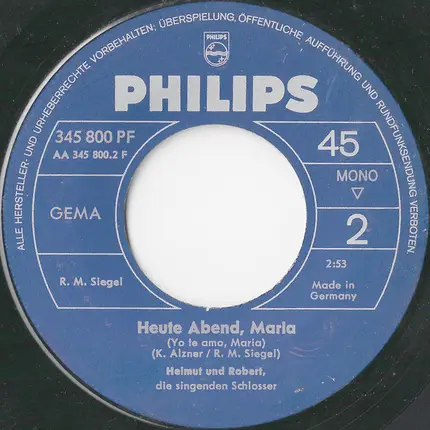 ALLE HERSTELLER- UND URHEBERRECHTE VORBEHALTEN; ÜBERSPIELUNG, ÖFFENTLICHE AUFFÜHRUNG UND RUNDFUNKSENDUNG VERBOTEN.
PHILIPS
PHILIPS
345 800 PF
AA 345 800.2 F
45
MONO
GEMA
2
2:53
R. M. Siegel
Made in
Germany
Heute Abend, Maria
(Yo te amo, Maria)
(K. Alzner / R. M. Siegel)
Helmut und Robert,
die singenden Schlosser